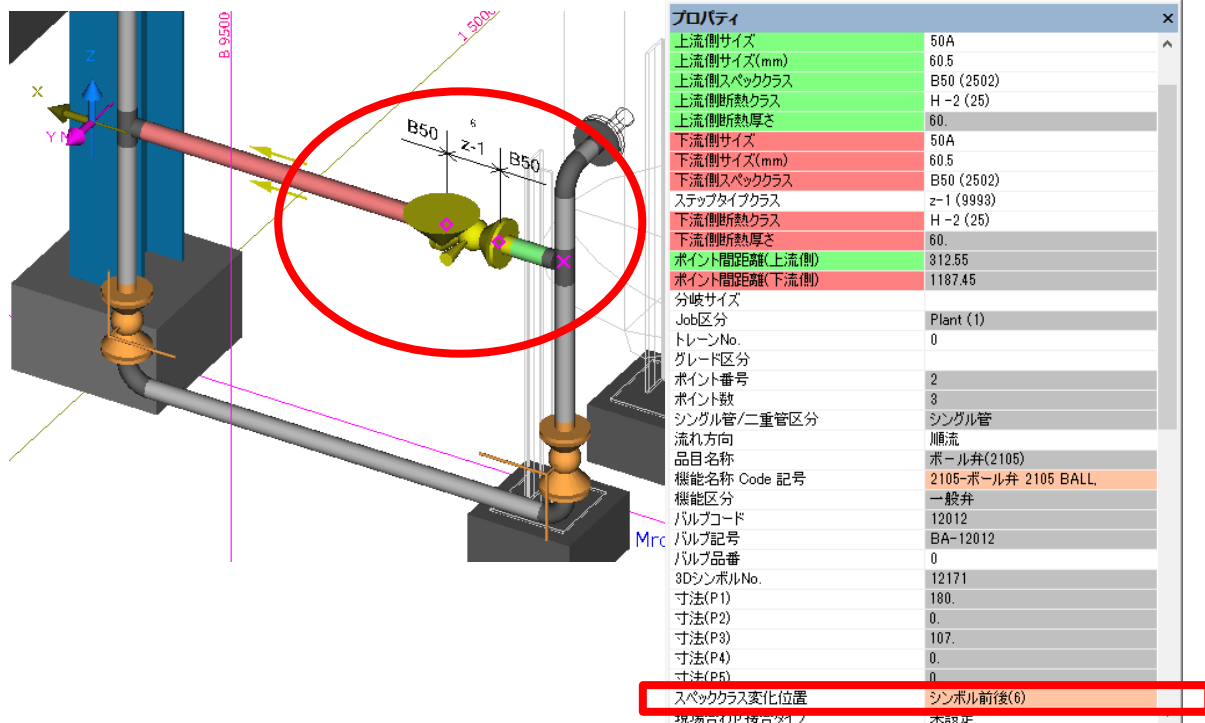 B 9500
1 5000
Z
X
Y N
B50
6
z-1
B50
プロパティ
上流側サイズ 50A
上流側サイズ(mm) 60.5
上流側スペッククラス B50 (2502)
上流側断熱クラス H -2 (25)
上流側断熱厚さ 60.
下流側サイズ 50A
下流側サイズ(mm) 60.5
下流側スペッククラス B50 (2502)
ステップタイプクラス z-1 (9993)
下流側断熱クラス H -2 (25)
下流側断熱厚さ 60.
ポイント間距離(上流側) 312.55
ポイント間距離(下流側) 1187.45
分岐サイズ
Job区分 Plant (1)
トレーンNo. 0
グレード区分
ポイント番号 2
ポイント数 3
シングル管/二重管区分 シングル管
流れ方向 順流
品目名称 ボール弁(2105)
機能名称 Code 記号 2105-ボール弁 2105 BALL,
機能区分 一般弁
バルブコード 12012
バルブ記号 BA-12012
バルブ品番 0
3DシンボルNo. 12171
寸法(P1) 180.
寸法(P2) 0.
寸法(P3) 107.
寸法(P4) 0.
寸法(P5) 0.
スペッククラス変化位置 シンボル前後(6)